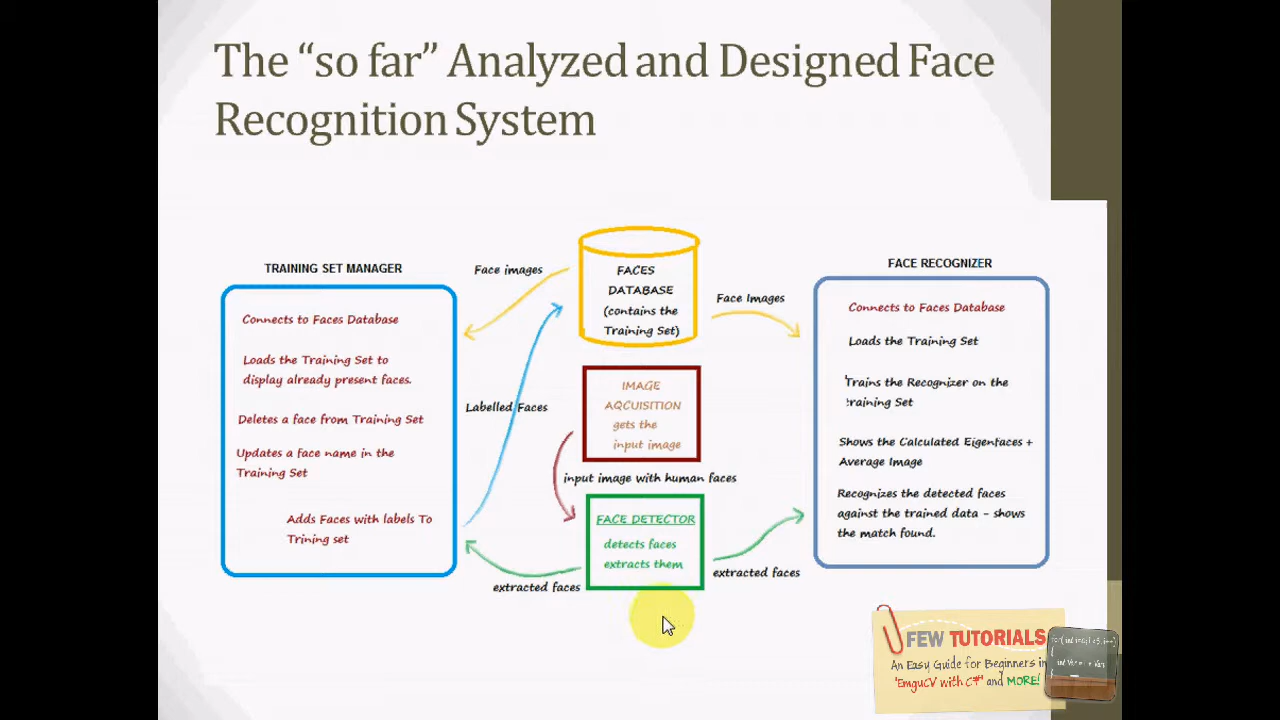 The “so far” Analyzed and Designed Face
Recognition System
TRAINING SET MANAGER
Connects to Faces Database
Loads the Training Set to
display already present faces.
Deletes a face from Training Set
Updates a face name in the
Training Set
Adds Faces with labels To
Trining set
Face images
Labelled Faces
FACES
DATABASE
(contains the
Training Set)
Face Images
IMAGE
AQCUISITION
gets the
input image
input image with human faces
FACE DETECTOR
detects faces
extracts them
extracted faces
extracted faces
FACE RECOGNIZER
Connects to Faces Database
Loads the Training Set
Trains the Recognizer on the
training Set
Shows the Calculated Eigenfaces +
Average Image
Recognizes the detected faces
against the trained data - shows
the match found.
FEW TUTORIALS
An Easy Guide for Beginners in
'EmguCV with C#' and MORE!